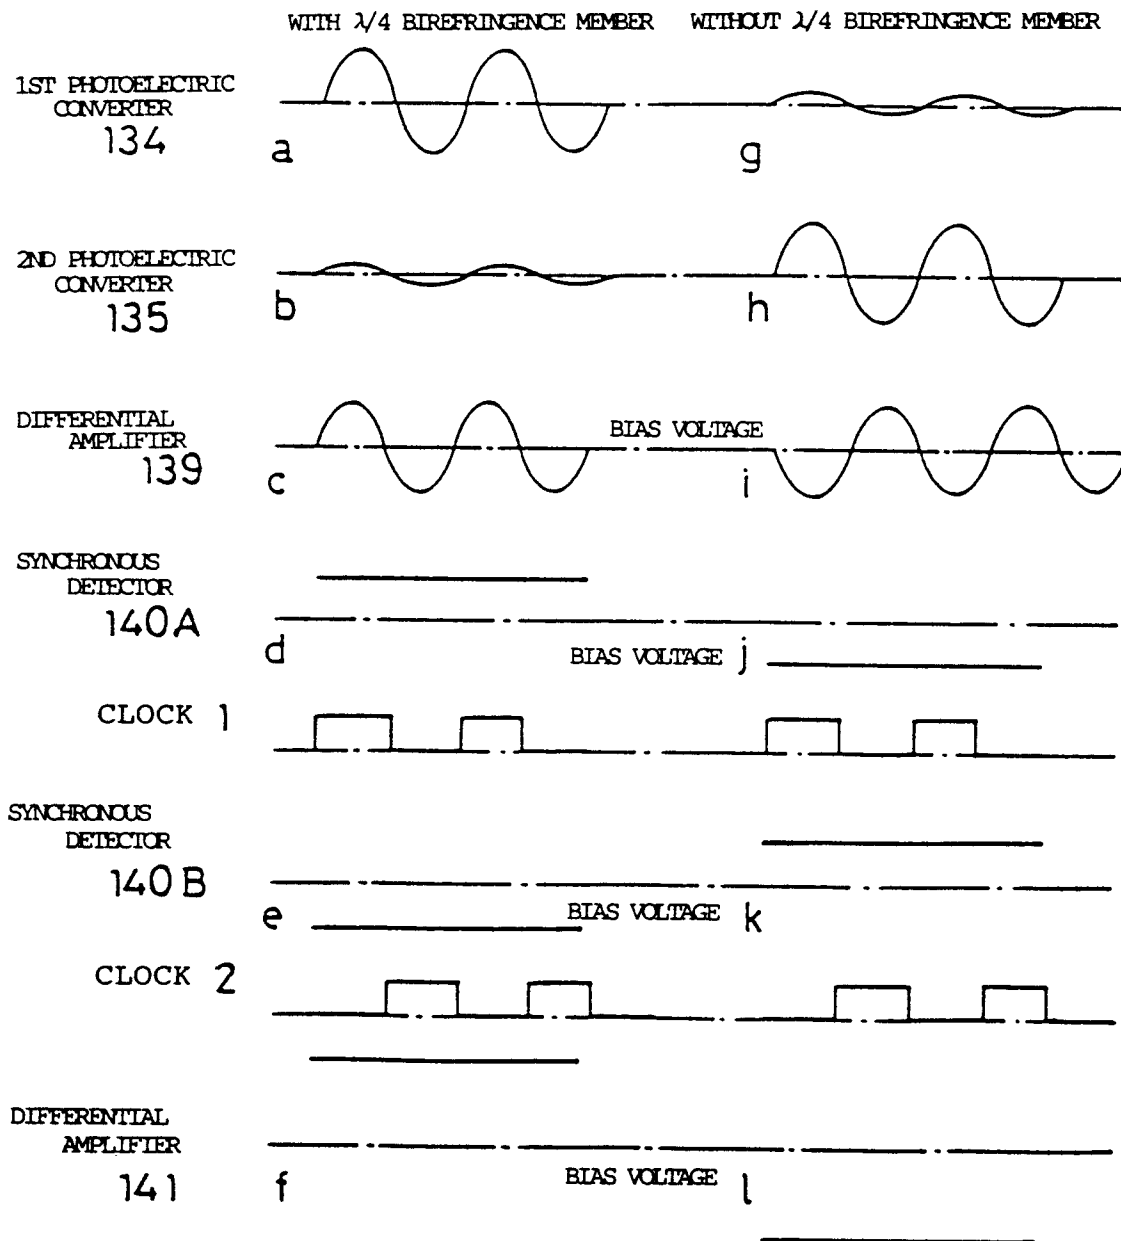 WITH λ/4 BIREFRINGENCE MEMBER
WITHOUT λ/4 BIREFRINGENCE MEMBER
1ST PHOTOELECTRIC
CONVERTER
134
a
g
2ND PHOTOELECTRIC
CONVERTER
135
b
h
DIFFERENTIAL
AMPLIFIER
139
BIAS VOLTAGE
c
i
SYNCHRONOUS
DETECTOR
140A
d
BIAS VOLTAGE
j
CLOCK 1
SYNCHRONOUS
DETECTOR
140B
e
BIAS VOLTAGE
k
CLOCK 2
DIFFERENTIAL
AMPLIFIER
141
f
BIAS VOLTAGE
l